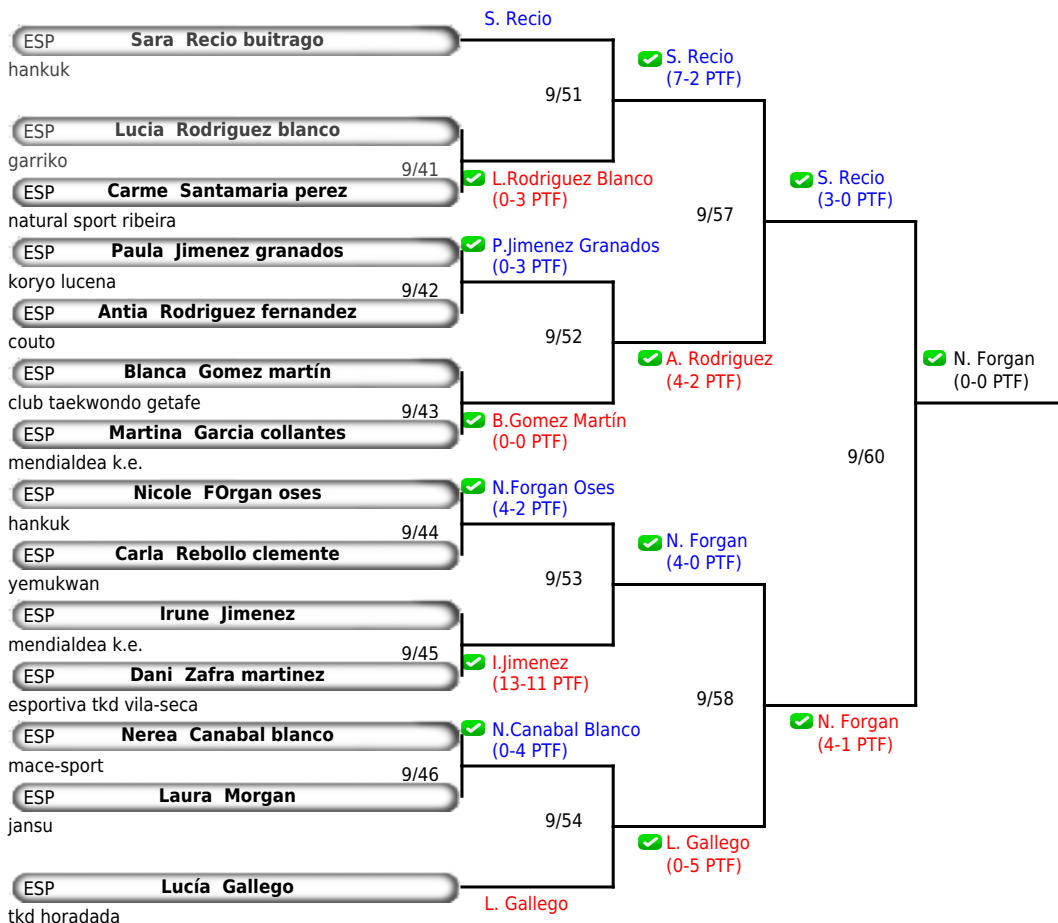 S. Recio
ESP Sara Recio buitrago
hankuk
S. Recio
(7-2 PTF)
9/51
ESP Lucia Rodriguez blanco
garriko
9/41
L.Rodriguez Blanco
(0-3 PTF)
S. Recio
(3-0 PTF)
ESP Carme Santamaria perez
natural sport ribeira
9/57
ESP Paula Jimenez granados
P.Jimenez Granados
(0-3 PTF)
koryo lucena
9/42
ESP Antia Rodriguez fernandez
couto
9/52
A. Rodriguez
(4-2 PTF)
N. Forgan
(0-0 PTF)
ESP Blanca Gomez martín
club taekwondo getafe
9/43
B.Gomez Martín
(0-0 PTF)
ESP Martina Garcia collantes
mendialdea k.e.
9/60
ESP Nicole FOrgan oses
N.Forgan Oses
(4-2 PTF)
hankuk
9/44
N. Forgan
(4-0 PTF)
ESP Carla Rebollo clemente
yemukwan
9/53
ESP Irune Jimenez
mendialdea k.e.
9/45
I.Jimenez
(13-11 PTF)
ESP Dani Zafra martinez
esportiva tkd vila-seca
9/58
N. Forgan
(4-1 PTF)
ESP Nerea Canabal blanco
N.Canabal Blanco
(0-4 PTF)
mace-sport
9/46
ESP Laura Morgan
jansu
9/54
L. Gallego
(0-5 PTF)
ESP Lucía Gallego
L. Gallego
tkd horadada